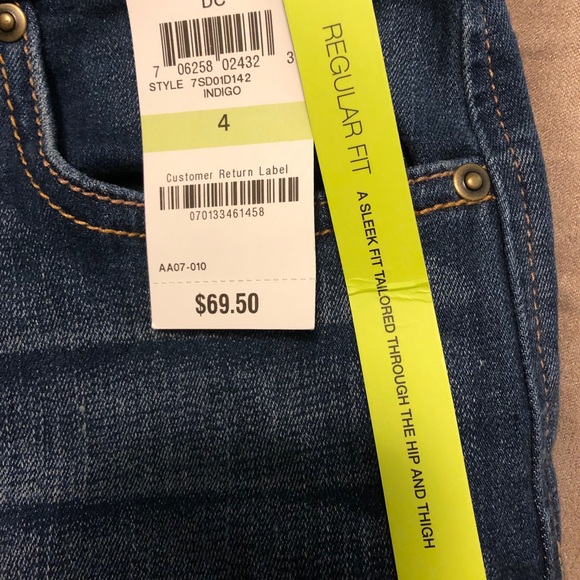 DC
7 06258 02432 3
STYLE 7SD01D142
INDIGO
4
Customer Return Label
070133461458
AA07-010
$69.50
REGULAR FIT
A SLEEK FIT TAILORED THROUGH THE HIP AND THIGH